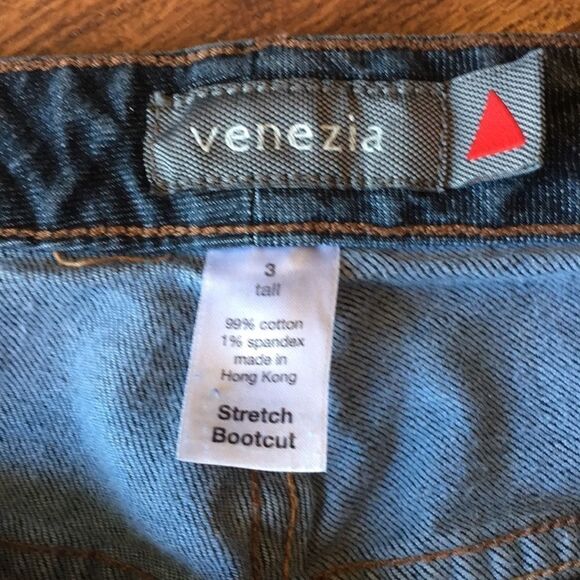 venezia
3
tall
99% cotton
1% spandex
made in
Hong Kong
Stretch
Bootcut